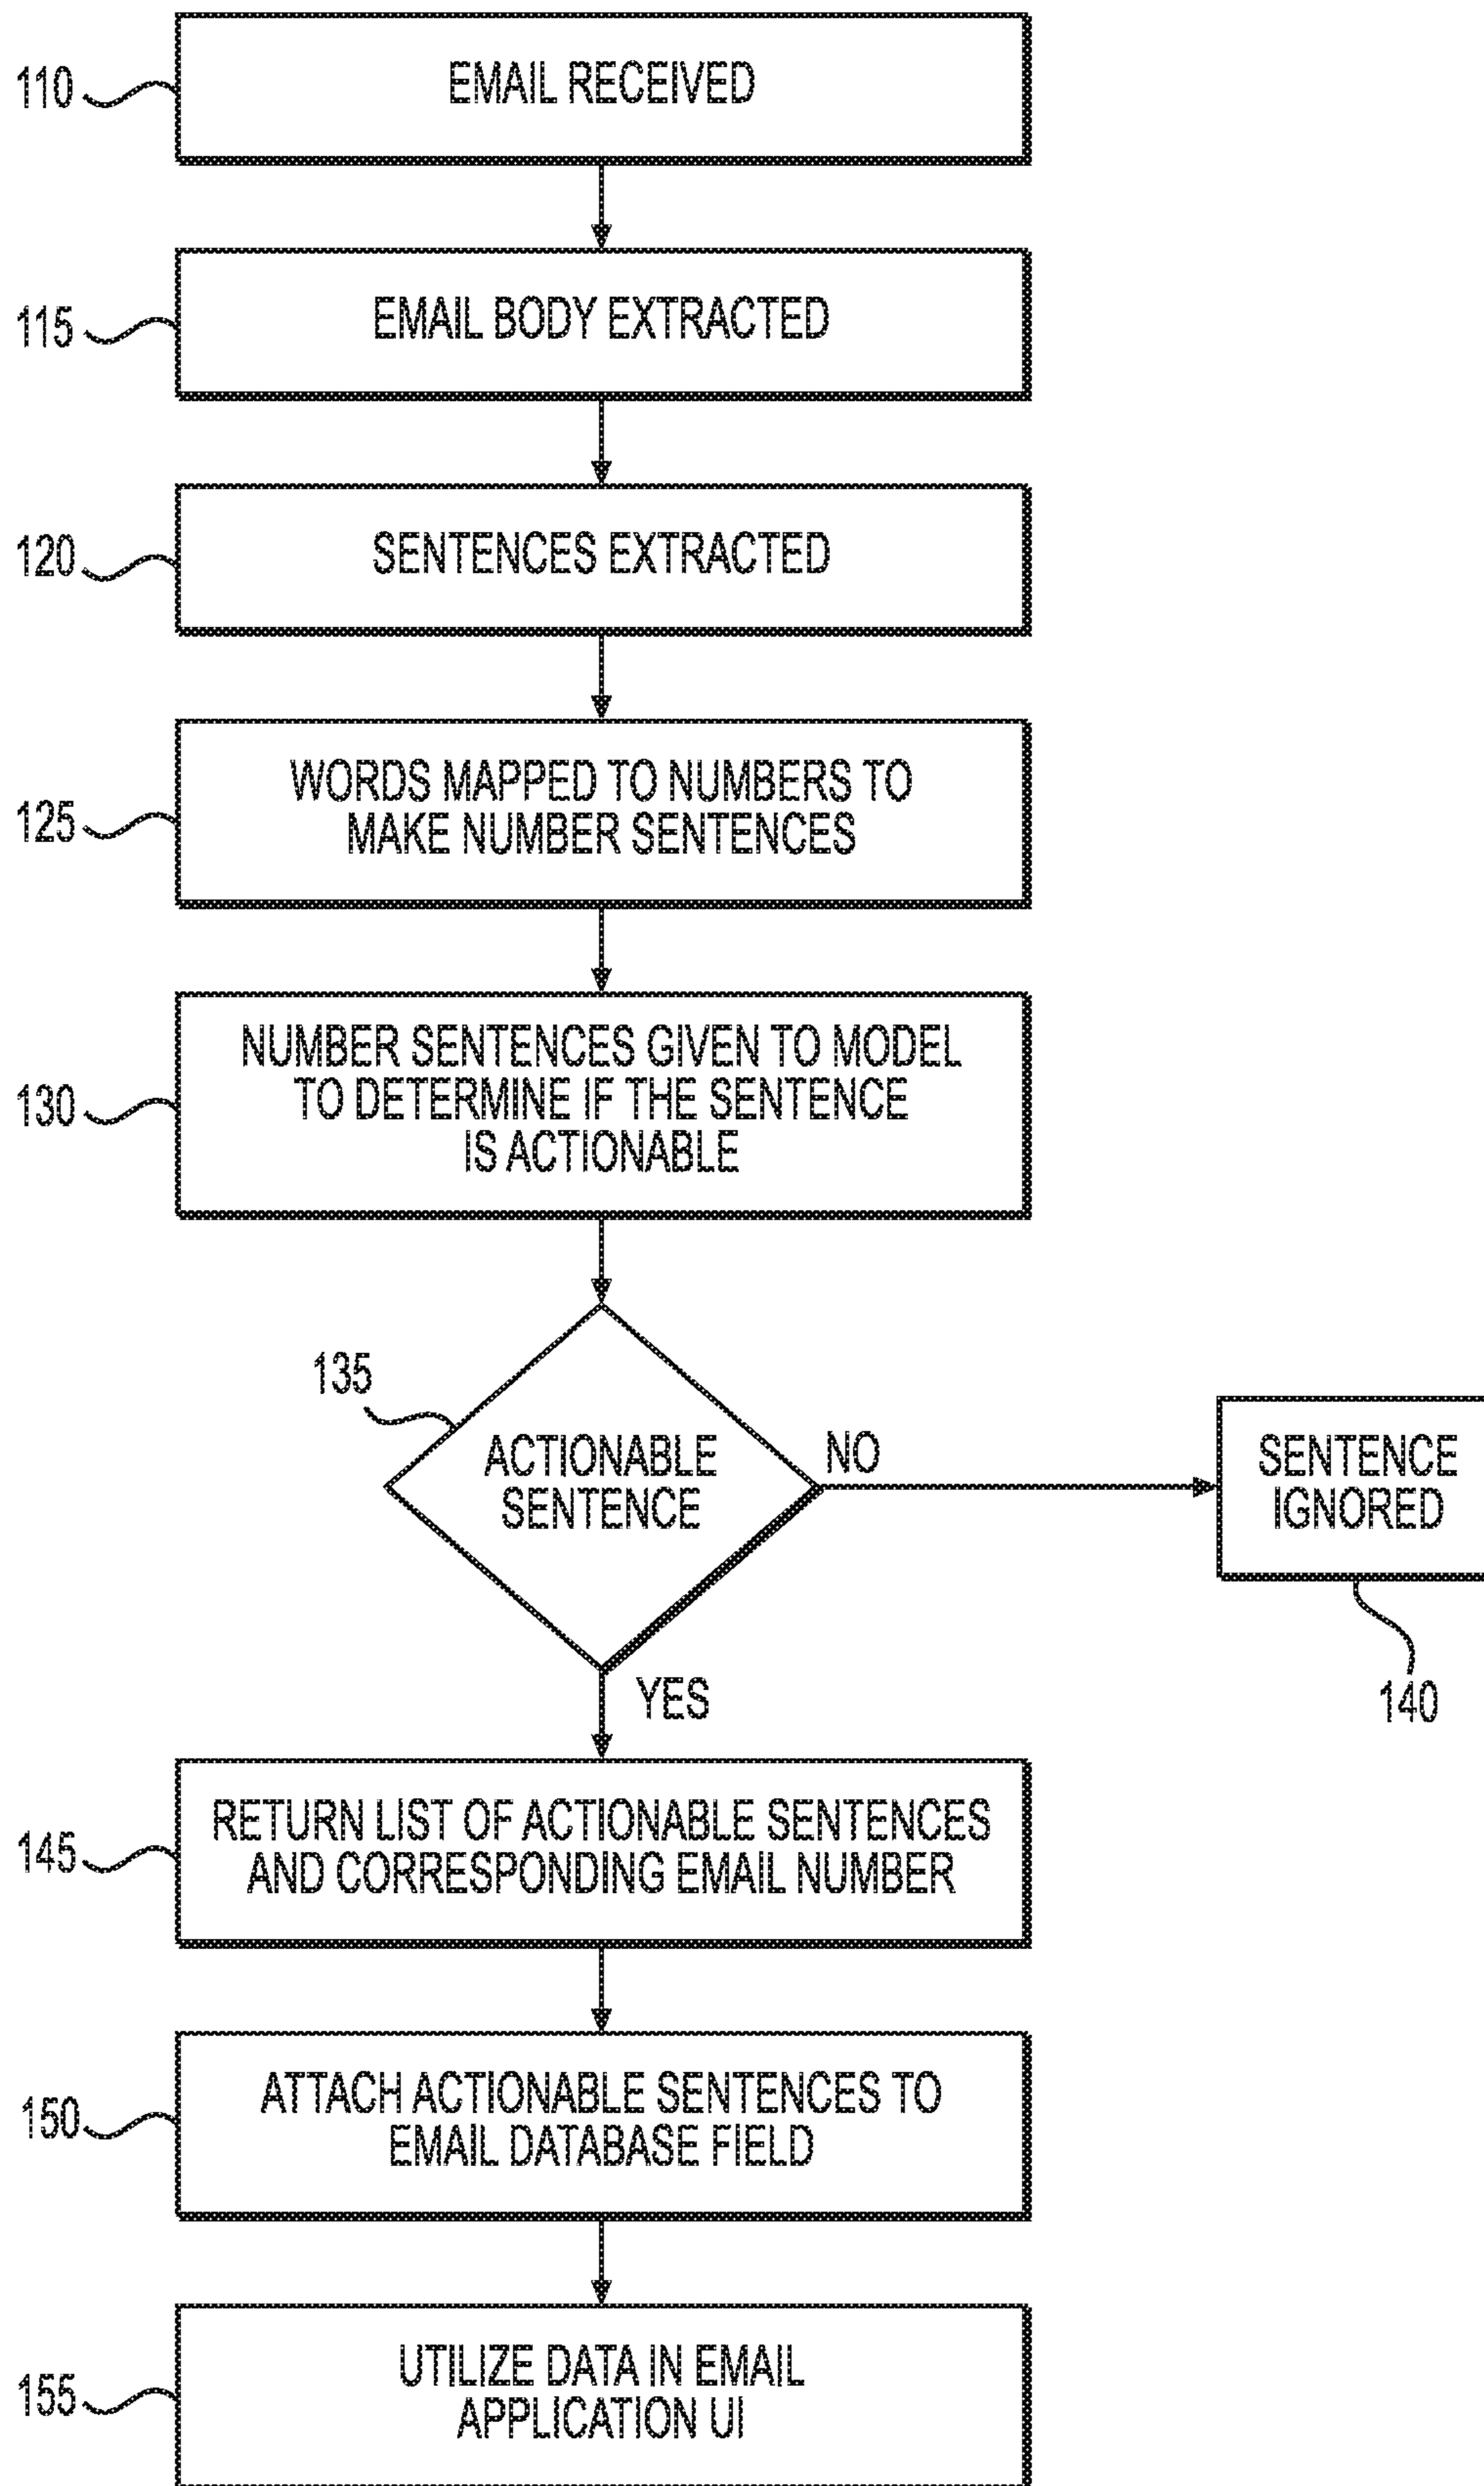 110
EMAIL RECEIVED
115
EMAIL BODY EXTRACTED
120
SENTENCES EXTRACTED
125
WORDS MAPPED TO NUMBERS TO
MAKE NUMBER SENTENCES
130
NUMBER SENTENCES GIVEN TO MODEL
TO DETERMINE IF THE SENTENCE
IS ACTIONABLE
135
ACTIONABLE
SENTENCE
NO
SENTENCE
IGNORED
140
YES
145
RETURN LIST OF ACTIONABLE SENTENCES
AND CORRESPONDING EMAIL NUMBER
150
ATTACH ACTIONABLE SENTENCES TO
EMAIL DATABASE FIELD
155
UTILIZE DATA IN EMAIL
APPLICATION UI